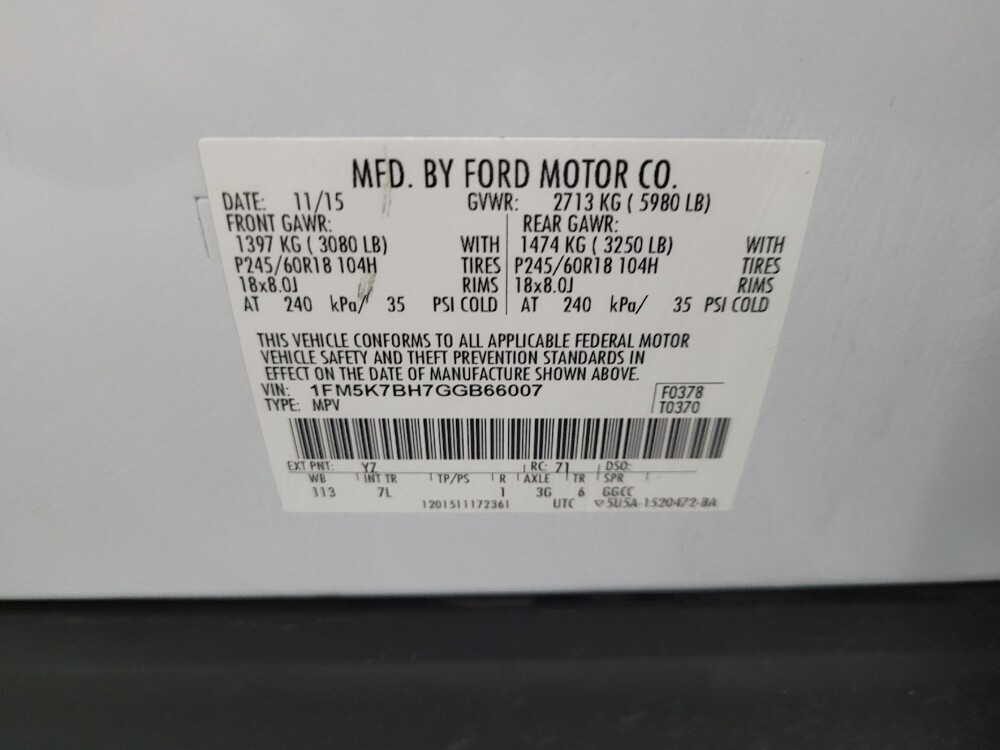 MFD. BY FORD MOTOR CO.
DATE: 11/15 GVWR: 2713 KG ( 5980 LB)
FRONT GAWR: REAR GAWR:
1397 KG ( 3080 LB) WITH 1474 KG ( 3250 LB) WITH
P245/60R18 104H TIRES P245/60R18 104H TIRES
18x8.0J RIMS 18x8.0J RIMS
AT 240 kPa/ 35 PSI COLD AT 240 kPa/ 35 PSI COLD
THIS VEHICLE CONFORMS TO ALL APPLICABLE FEDERAL MOTOR
VEHICLE SAFETY AND THEFT PREVENTION STANDARDS IN
EFFECT ON THE DATE OF MANUFACTURE SHOWN ABOVE.
VIN: 1FM5K7BH7GGB66007 F0378
TYPE: MPV T0370
EXT PNT: YZ RC: 71 DSO:
WB INT TR TP/PS R AXLE TR SPR
113 7L 1 3G 6 GGCC
1201511172361 UTC 5U5A-1520472-BA